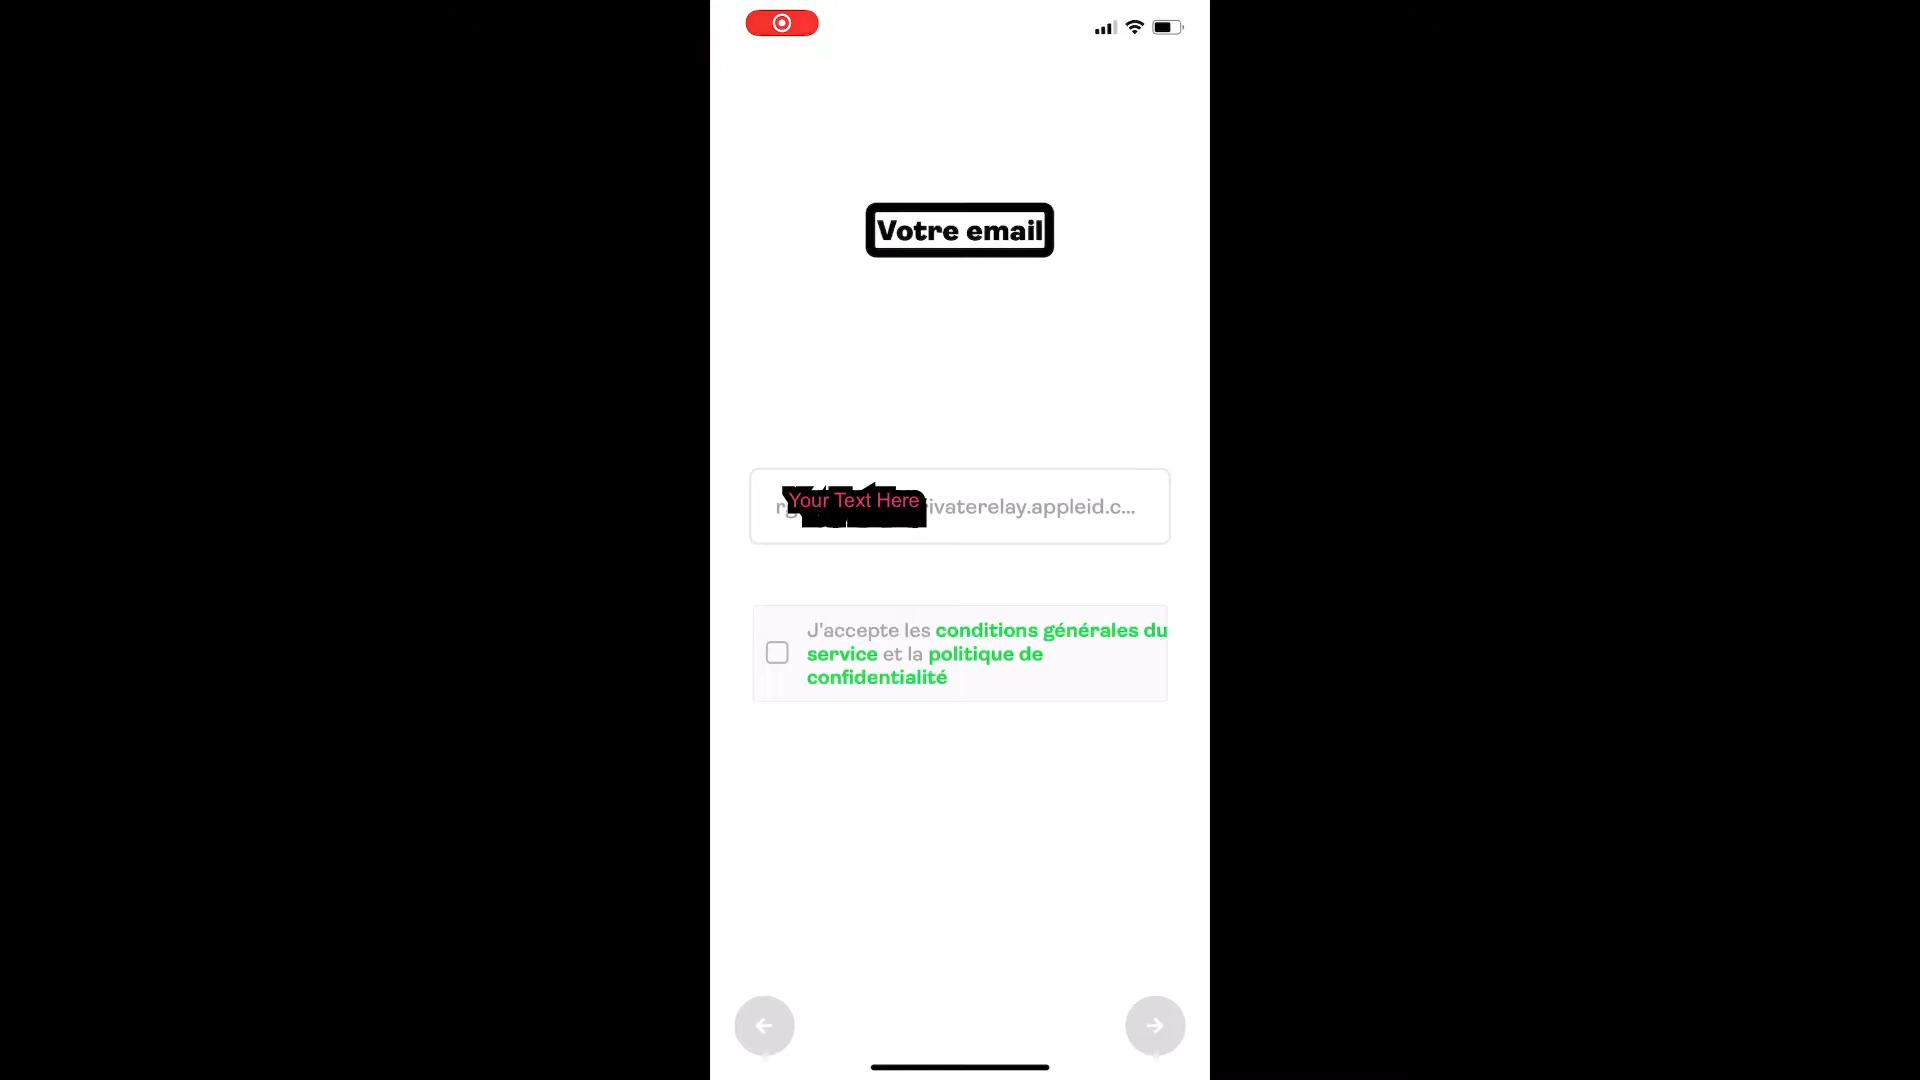 Votre email
Your Text Here
ivaterelay.appleid.c...
J'accepte les conditions générales du
service et la politique de
confidentialité